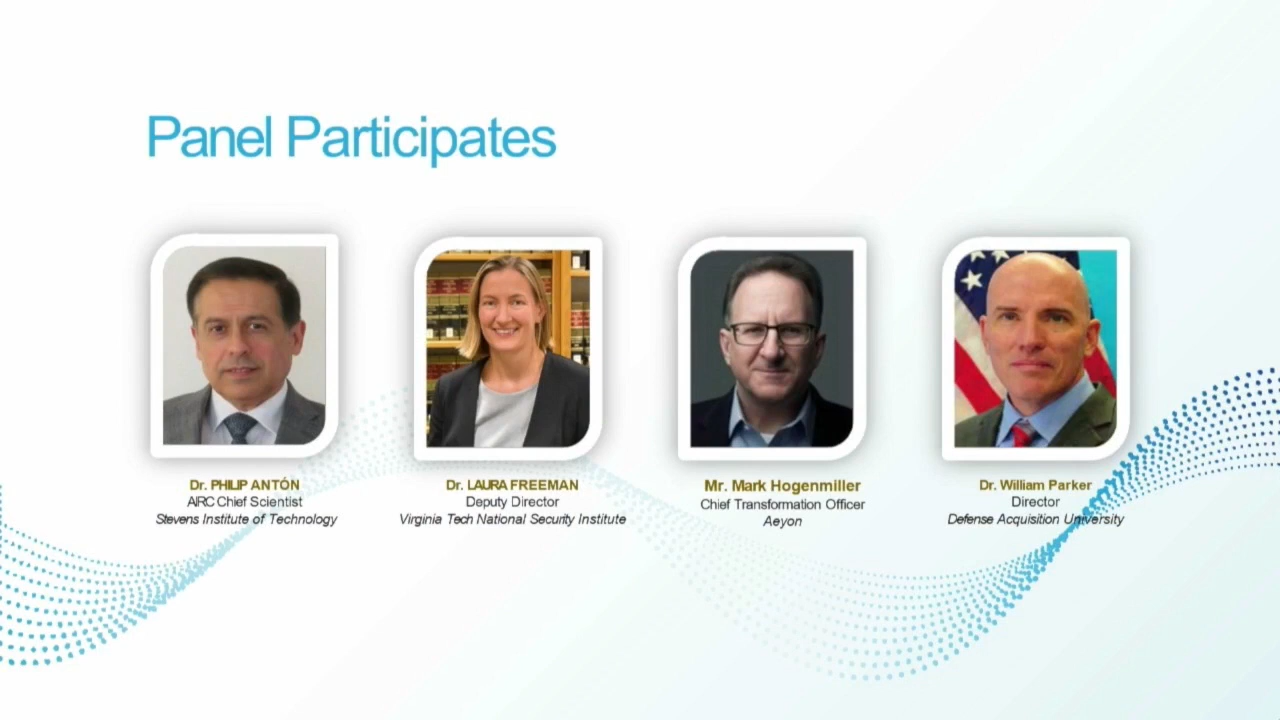 Panel Participates
Dr. PHILIP ANTÓN
AIRC Chief Scientist
Stevens Institute of Technology
Dr. LAURA FREEMAN
Deputy Director
Virginia Tech National Security Institute
Mr. Mark Hogenmiller
Chief Transformation Officer
Aeyon
Dr. William Parker
Director
Defense Acquisition University